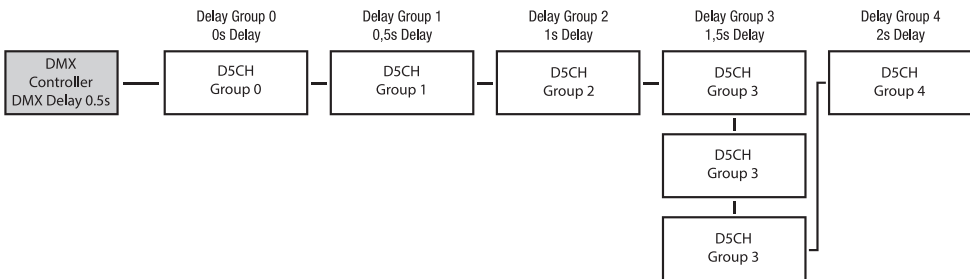 Delay Group 0
0s Delay
Delay Group 1
0,5s Delay
Delay Group 2
1s Delay
Delay Group 3
1,5s Delay
Delay Group 4
2s Delay
DMX
Controller
DMX Delay 0.5s
D5CH
Group 0
D5CH
Group 1
D5CH
Group 2
D5CH
Group 3
D5CH
Group 4
D5CH
Group 3
D5CH
Group 3